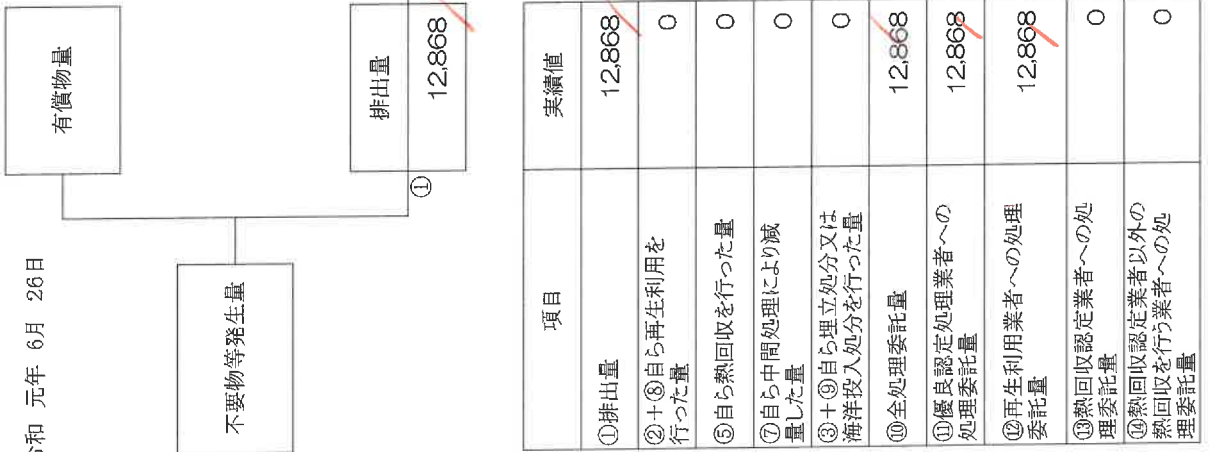 和 元年 6月 26日
不要物等発生量
有償物量
排出量
①
12,868
項目
実績値
①排出量
12,868
②+⑧自ら再生利用を
行った量
0
⑤自ら熱回収を行った量
0
⑦自ら中間処理により減
量した量
0
③+⑨自ら埋立処分又は
海洋投入処分を行った量
0
⑩全処理委託量
12,868
⑪優良認定処理業者への
処理委託量
12,868
⑫再生利用業者への処理
委託量
12,868
⑬熱回収認定業者への処
理委託量
0
⑭熱回収認定業者以外の
熱回収を行う業者への処
理委託量
0